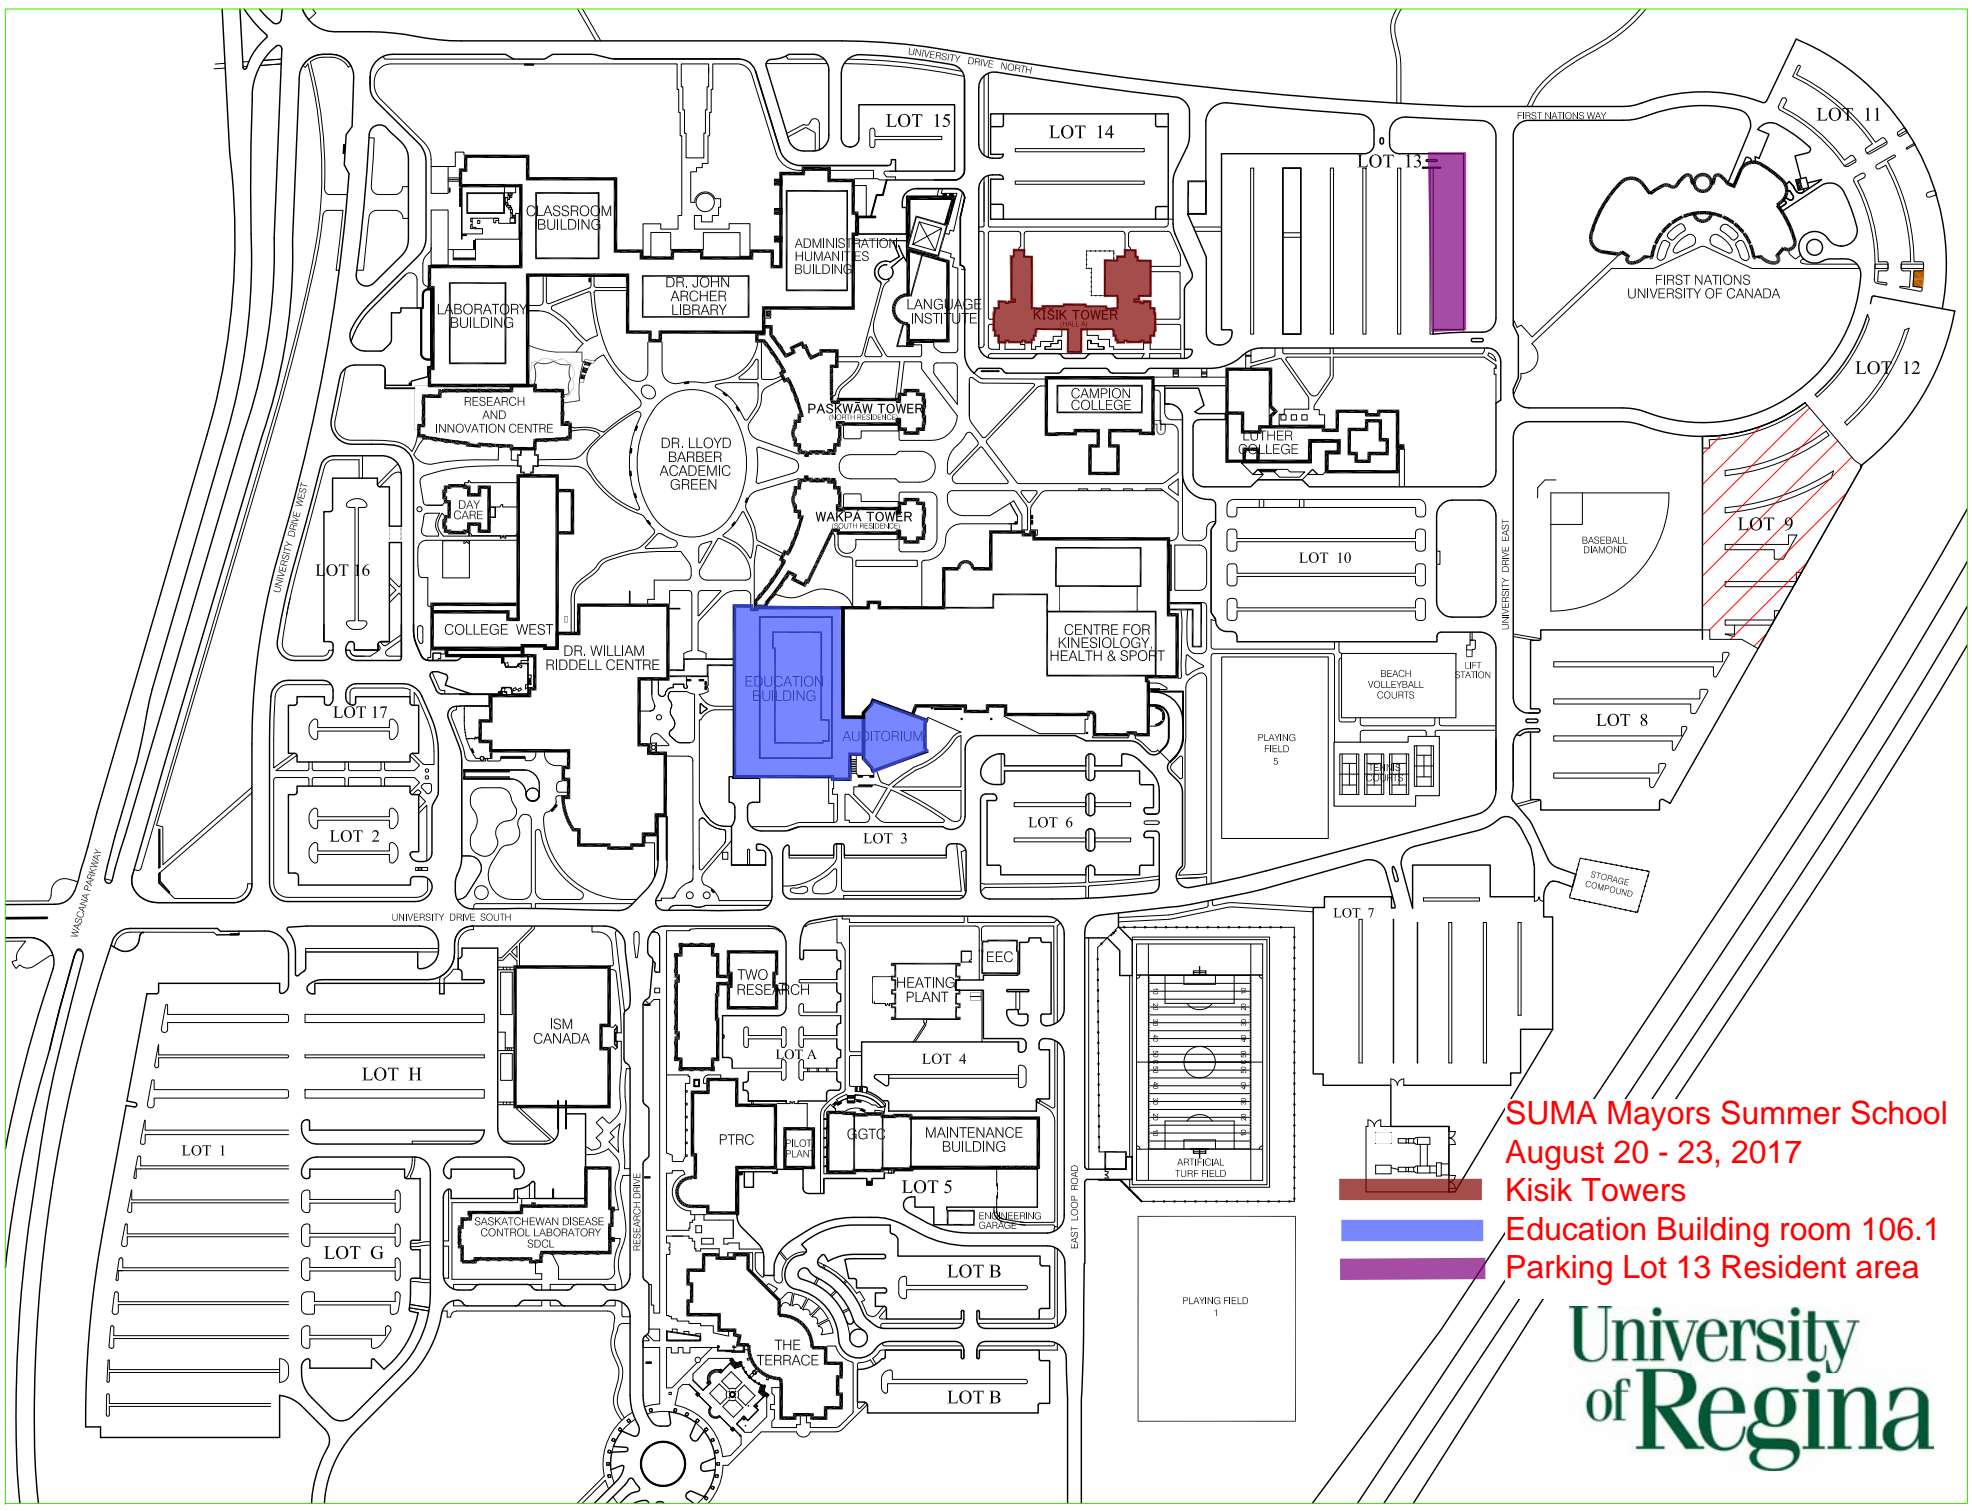 UNIVERSITY DRIVE NORTH
FIRST NATIONS WAY
LOT 11
LOT 15
LOT 14
LOT 13
CLASSROOM
BUILDING
ADMINISTRATION
HUMANITIES
BUILDING
DR. JOHN
ARCHER
LIBRARY
LABORATORY
BUILDING
LANGUAGE
INSTITUTE
KĪSIK TOWER
(HALL A)
FIRST NATIONS
UNIVERSITY OF CANADA
LOT 12
RESEARCH
AND
INNOVATION CENTRE
PASKWĀW TOWER
(NORTH RESIDENCE)
CAMPION
COLLEGE
LUTHER
COLLEGE
DR. LLOYD
BARBER
ACADEMIC
GREEN
DAY
CARE
WAKPÁ TOWER
(SOUTH RESIDENCE)
UNIVERSITY DRIVE WEST
LOT 16
LOT 10
UNIVERSITY DRIVE EAST
BASEBALL
DIAMOND
LOT 9
COLLEGE WEST
DR. WILLIAM
RIDDELL CENTRE
CENTRE FOR
KINESIOLOGY,
HEALTH & SPORT
EDUCATION
BUILDING
AUDITORIUM
BEACH
VOLLEYBALL
COURTS
LIFT
STATION
LOT 17
LOT 8
PLAYING
FIELD
5
TENNIS
COURTS
LOT 2
LOT 3
LOT 6
WASCANA PARKWAY
STORAGE
COMPOUND
UNIVERSITY DRIVE SOUTH
LOT 7
TWO
RESEARCH
HEATING
PLANT
EEC
ISM
CANADA
LOT A
LOT 4
LOT H
LOT 1
PTRC
PILOT
PLANT
GGTC
MAINTENANCE
BUILDING
ARTIFICIAL
TURF FIELD
LOT 5
ENGINEERING
GARAGE
EAST LOOP ROAD
RESEARCH DRIVE
SASKATCHEWAN DISEASE
CONTROL LABORATORY
SDCL
LOT G
LOT B
PLAYING FIELD
1
THE
TERRACE
LOT B
SUMA Mayors Summer School
August 20 - 23, 2017
Kisik Towers
Education Building room 106.1
Parking Lot 13 Resident area
University
of Regina